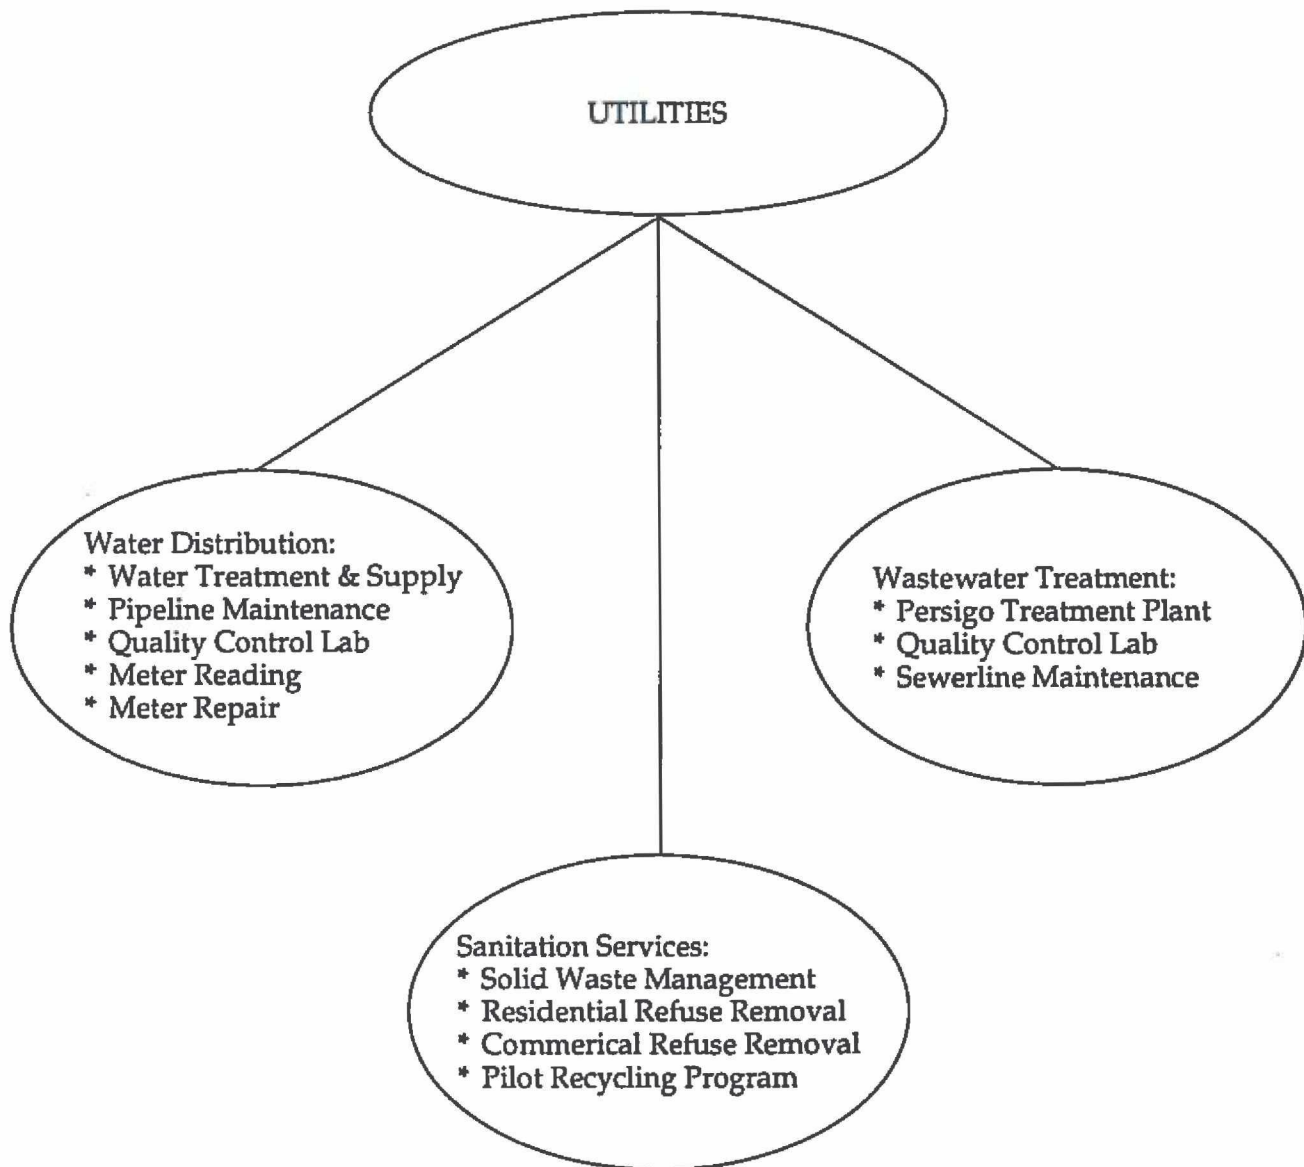 UTILITIES
Water Distribution:
* Water Treatment & Supply
* Pipeline Maintenance
* Quality Control Lab
* Meter Reading
* Meter Repair
Wastewater Treatment:
* Persigo Treatment Plant
* Quality Control Lab
* Sewerline Maintenance
Sanitation Services:
* Solid Waste Management
* Residential Refuse Removal
* Commerical Refuse Removal
* Pilot Recycling Program